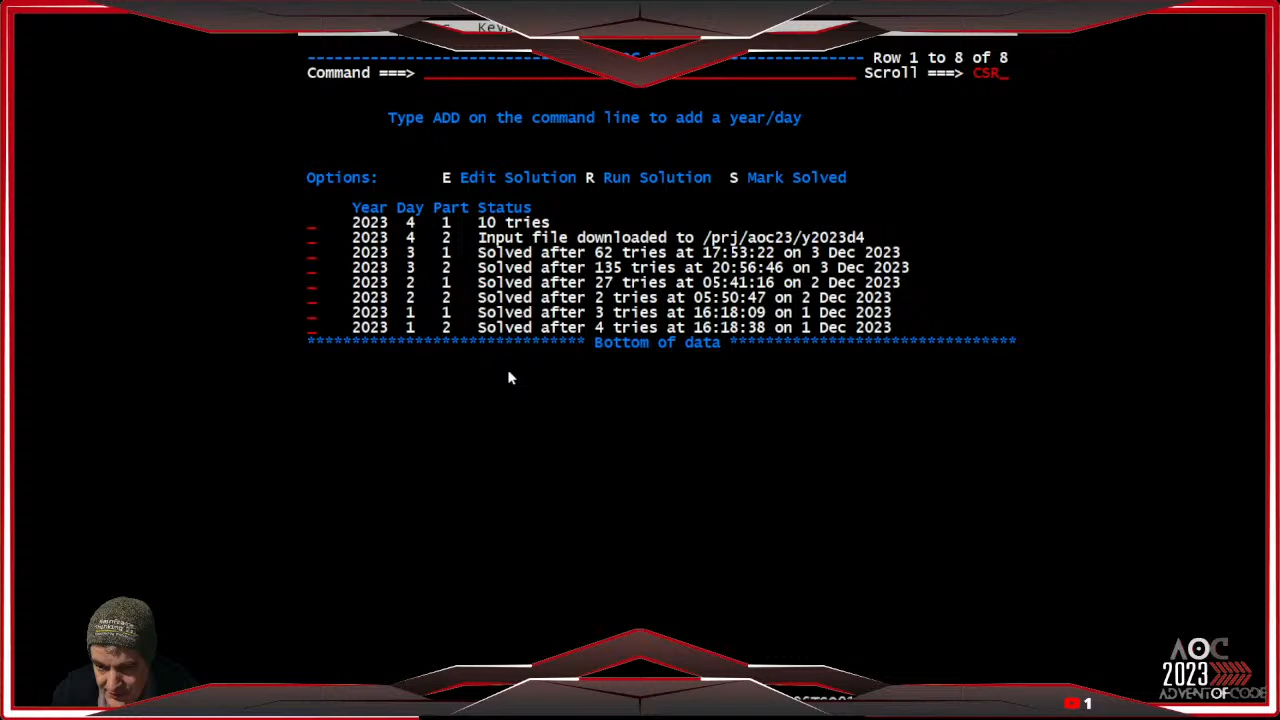 Row 1 to 8 of 8
Command ===> Scroll ===> CSR_
Type ADD on the command line to add a year/day
Options: E Edit Solution R Run Solution S Mark Solved
Year Day Part Status
_ 2023 4 1 10 tries
_ 2023 4 2 Input file downloaded to /prj/aoc23/y2023d4
_ 2023 3 1 Solved after 62 tries at 17:53:22 on 3 Dec 2023
_ 2023 3 2 Solved after 135 tries at 20:56:46 on 3 Dec 2023
_ 2023 2 1 Solved after 27 tries at 05:41:16 on 2 Dec 2023
_ 2023 2 2 Solved after 2 tries at 05:50:47 on 2 Dec 2023
_ 2023 1 1 Solved after 3 tries at 16:18:09 on 1 Dec 2023
_ 2023 1 2 Solved after 4 tries at 16:18:38 on 1 Dec 2023
******************************* Bottom of data ********************************
AOC
2023
ADVENT OF CODE
1